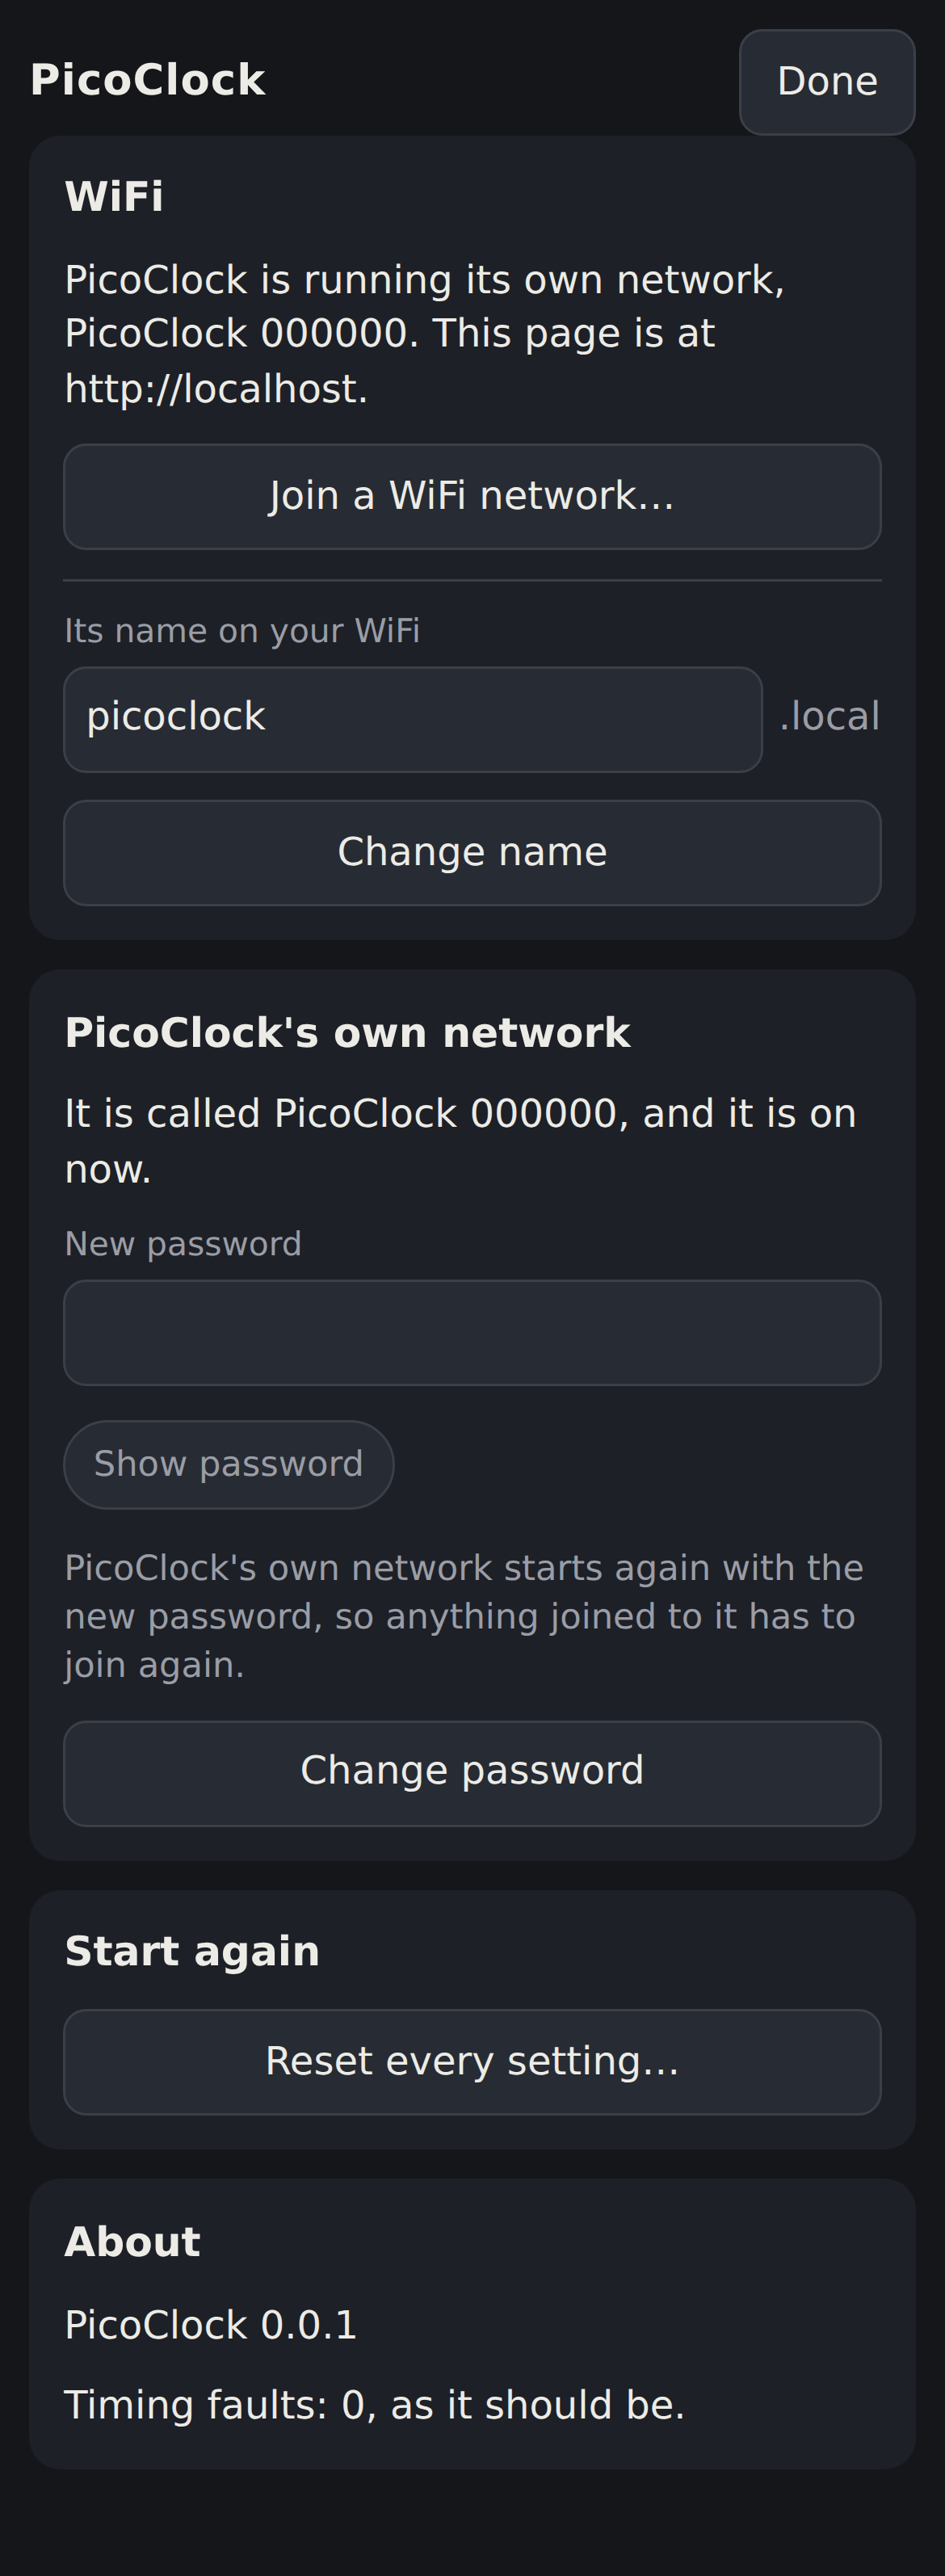 PicoClock
Done
WiFi
PicoClock is running its own network,
PicoClock 000000. This page is at
http://localhost.
Join a WiFi network…
Its name on your WiFi
picoclock
.local
Change name
PicoClock's own network
It is called PicoClock 000000, and it is on
now.
New password
Show password
PicoClock's own network starts again with the
new password, so anything joined to it has to
join again.
Change password
Start again
Reset every setting…
About
PicoClock 0.0.1
Timing faults: 0, as it should be.